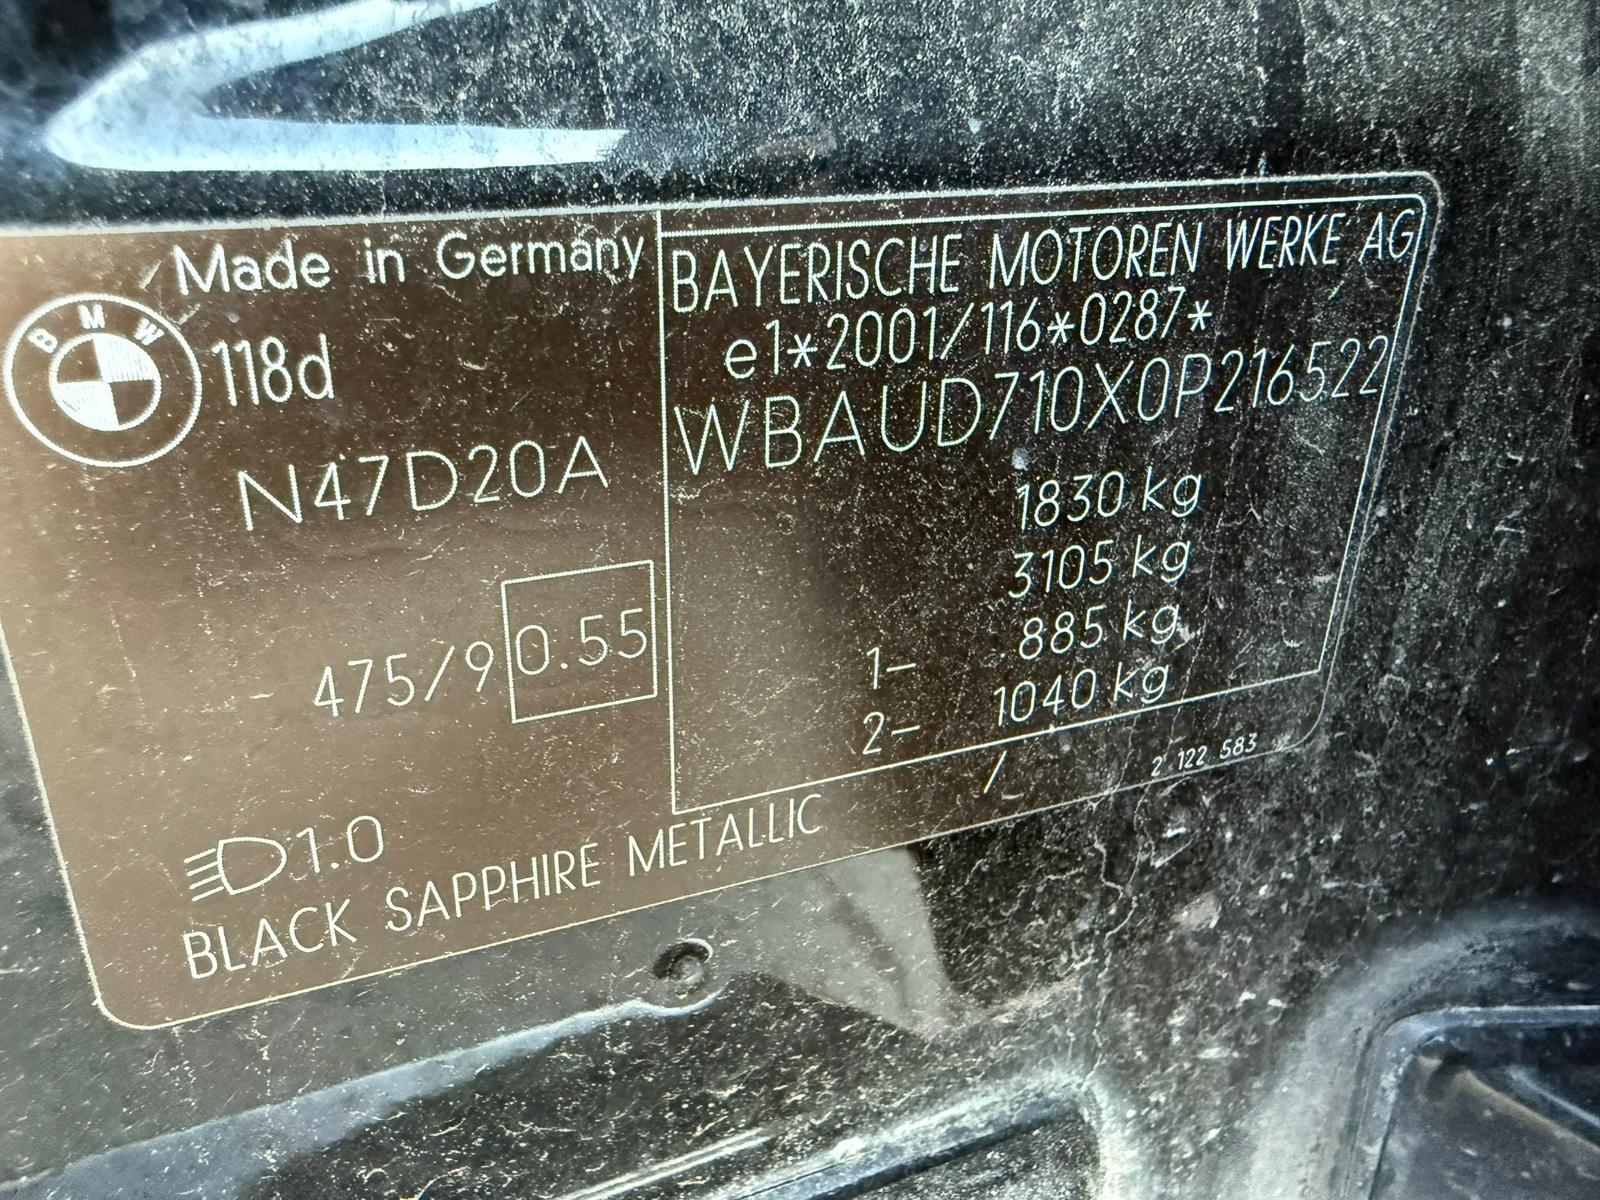 Made in Germany
BMW
118d
N47D20A
475/9 0.55
1.0
BLACK SAPPHIRE METALLIC
BAYERISCHE MOTOREN WERKE AG
e1*2001/116*0287*
WBAUD710X0P216522
1830 kg
3105 kg
1- 885 kg
2- 1040 kg
/
2 122 583